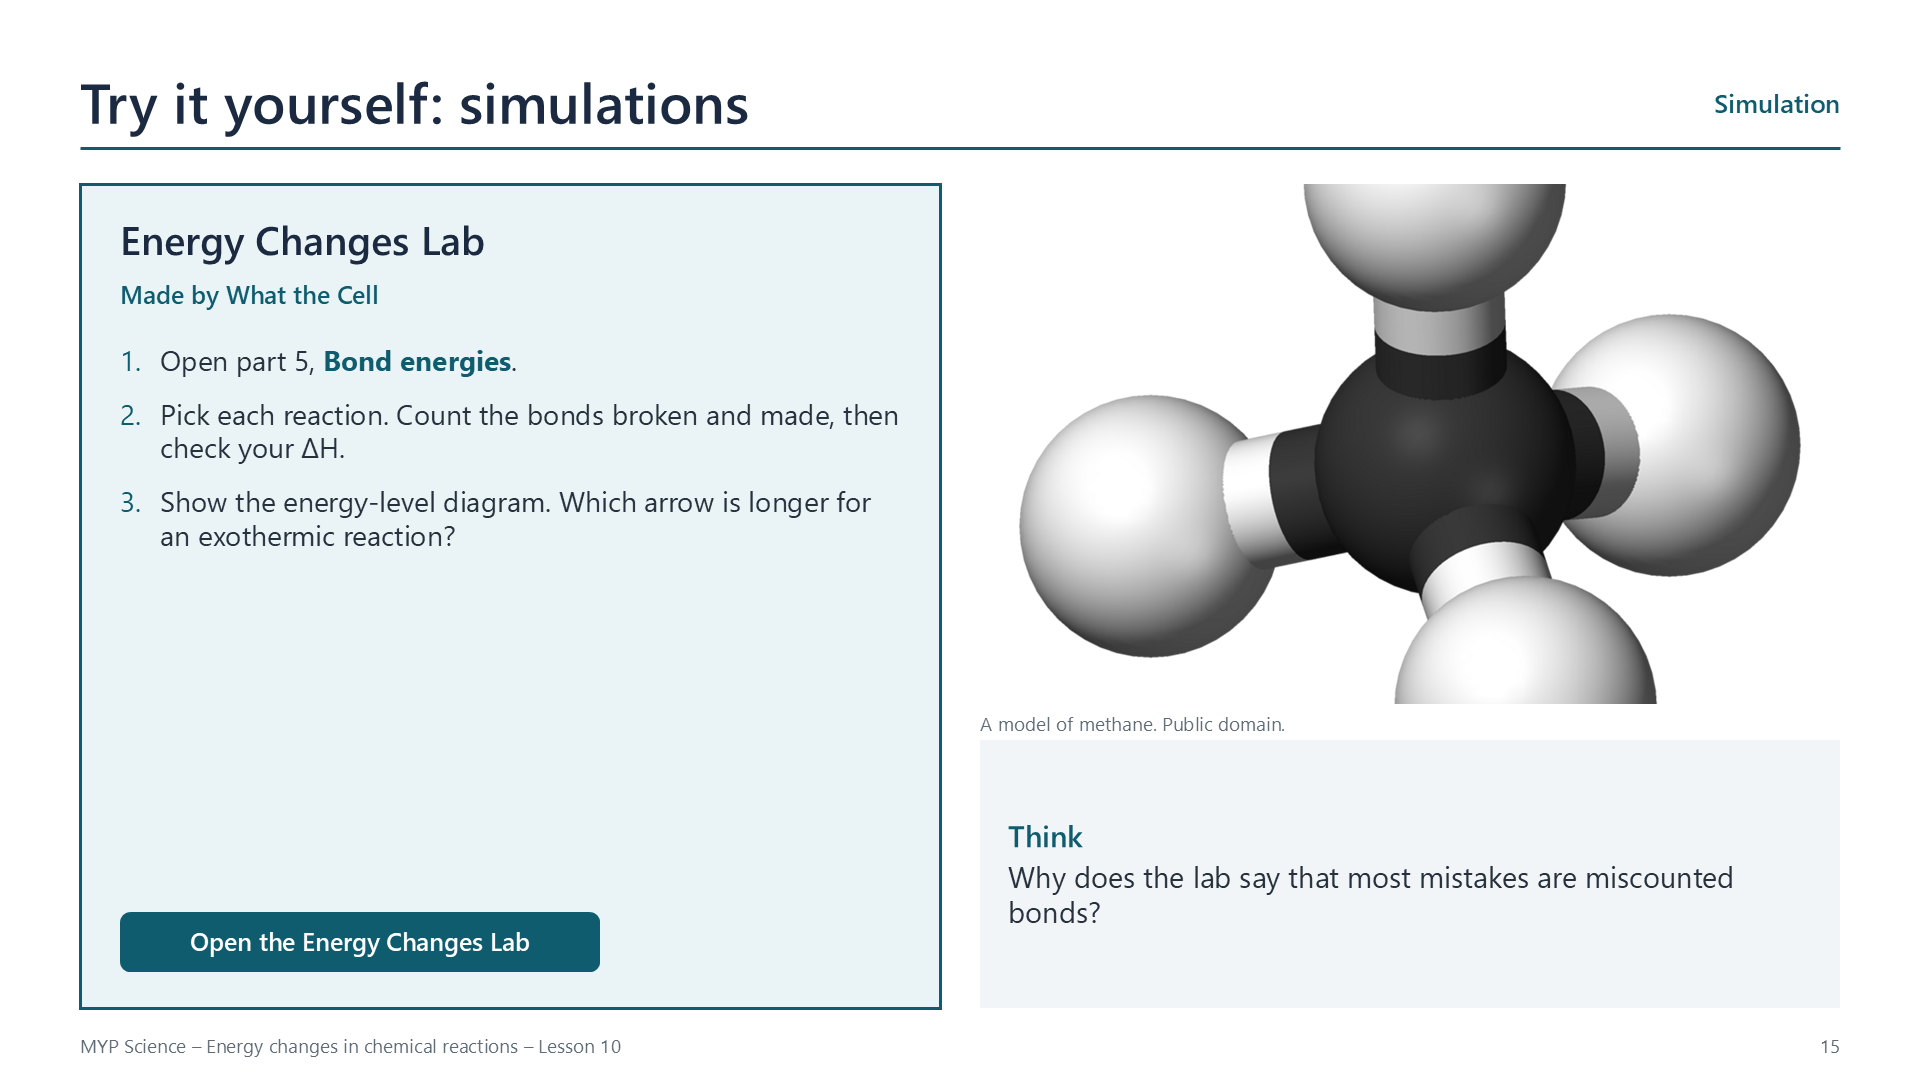 Try it yourself: simulations
Simulation
Energy Changes Lab
Made by What the Cell
1. Open part 5, Bond energies.
2. Pick each reaction. Count the bonds broken and made, then
check your ΔH.
3. Show the energy-level diagram. Which arrow is longer for
an exothermic reaction?
Open the Energy Changes Lab
A model of methane. Public domain.
Think
Why does the lab say that most mistakes are miscounted
bonds?
MYP Science – Energy changes in chemical reactions – Lesson 10
15